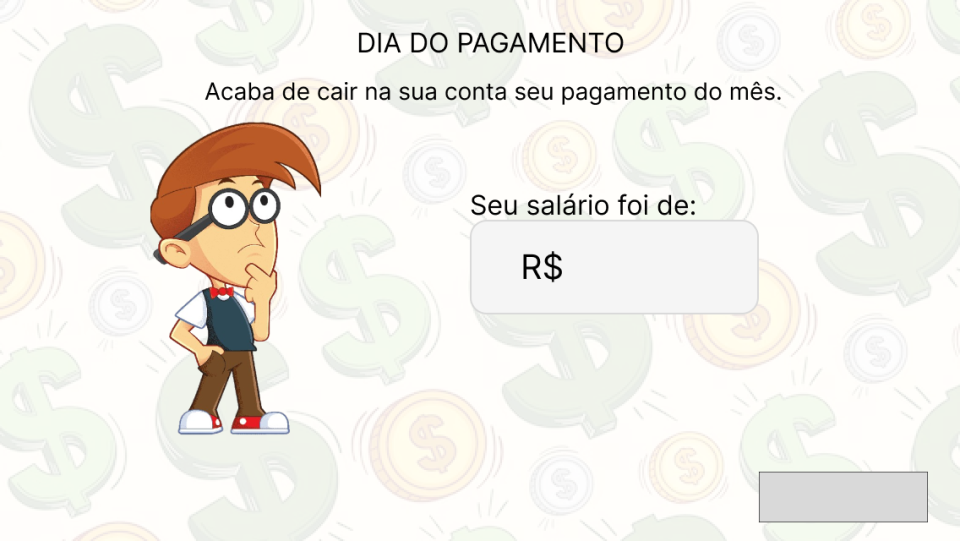 DIA DO PAGAMENTO
Acaba de cair na sua conta seu pagamento do mês.
Seu salário foi de:
R$